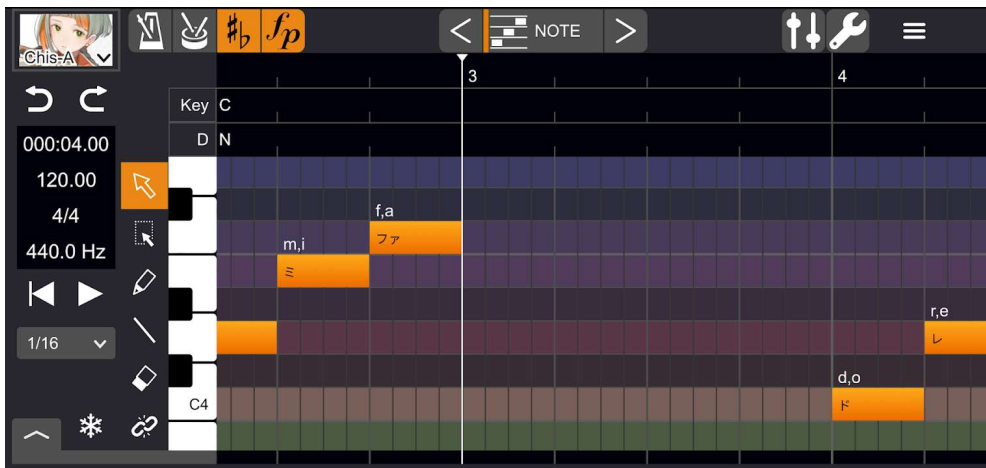 Chis-A
NOTE
3
4
Key C
D N
000:04.00
120.00
4/4
440.0 Hz
1/16
f,a
ファ
m,i
ミ
r,e
レ
d,o
ド
C4